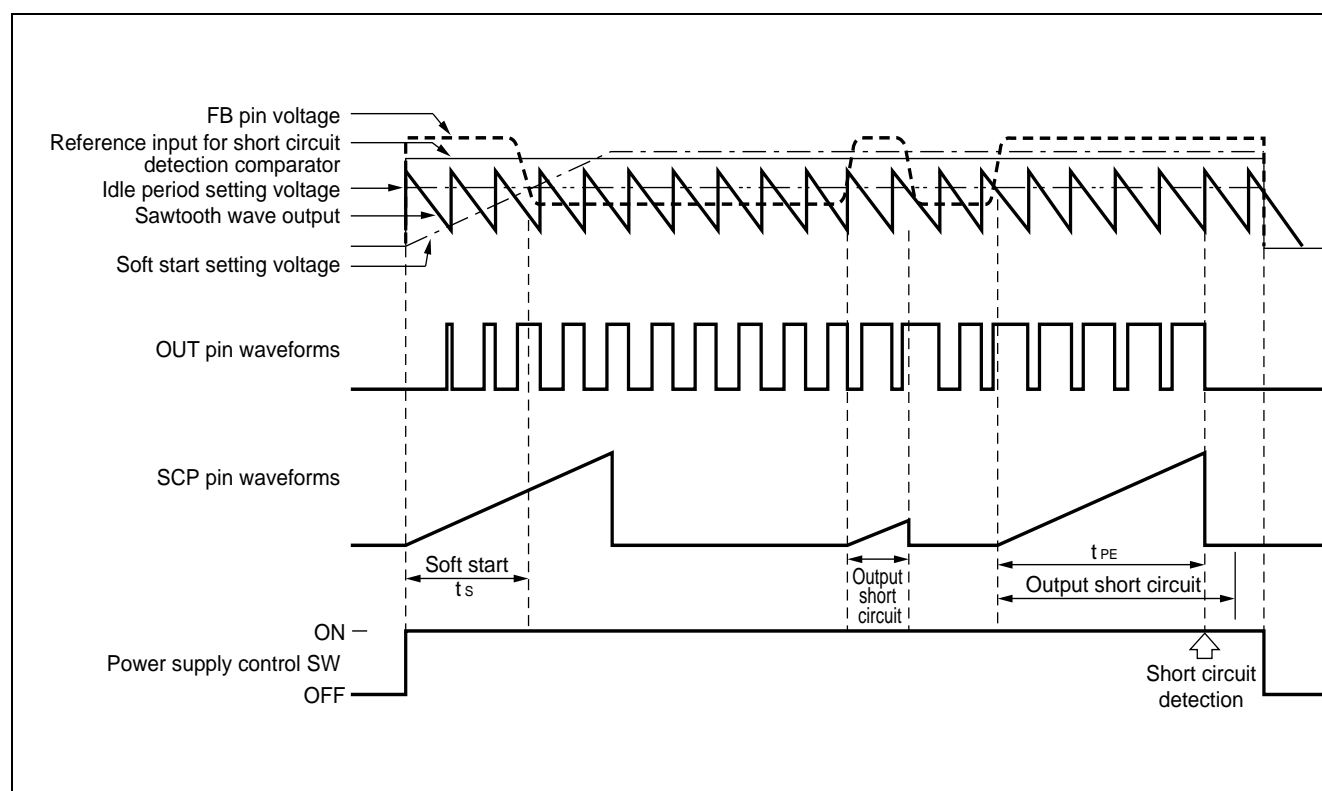 FB pin voltage
Reference input for short circuit
detection comparator
Idle period setting voltage
Sawtooth wave output
Soft start setting voltage
OUT pin waveforms
SCP pin waveforms
Soft start
tS
Output
short
circuit
tPE
Output short circuit
ON
Power supply control SW
OFF
Short circuit
detection